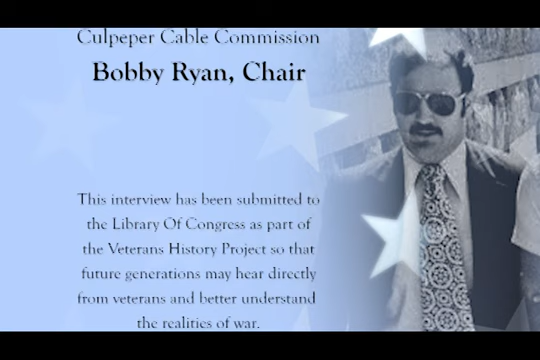 Culpeper Cable Commission
Bobby Ryan, Chair
This interview has been submitted to
the Library Of Congress as part of
the Veterans History Project so that
future generations may hear directly
from veterans and better understand
the realities of war.